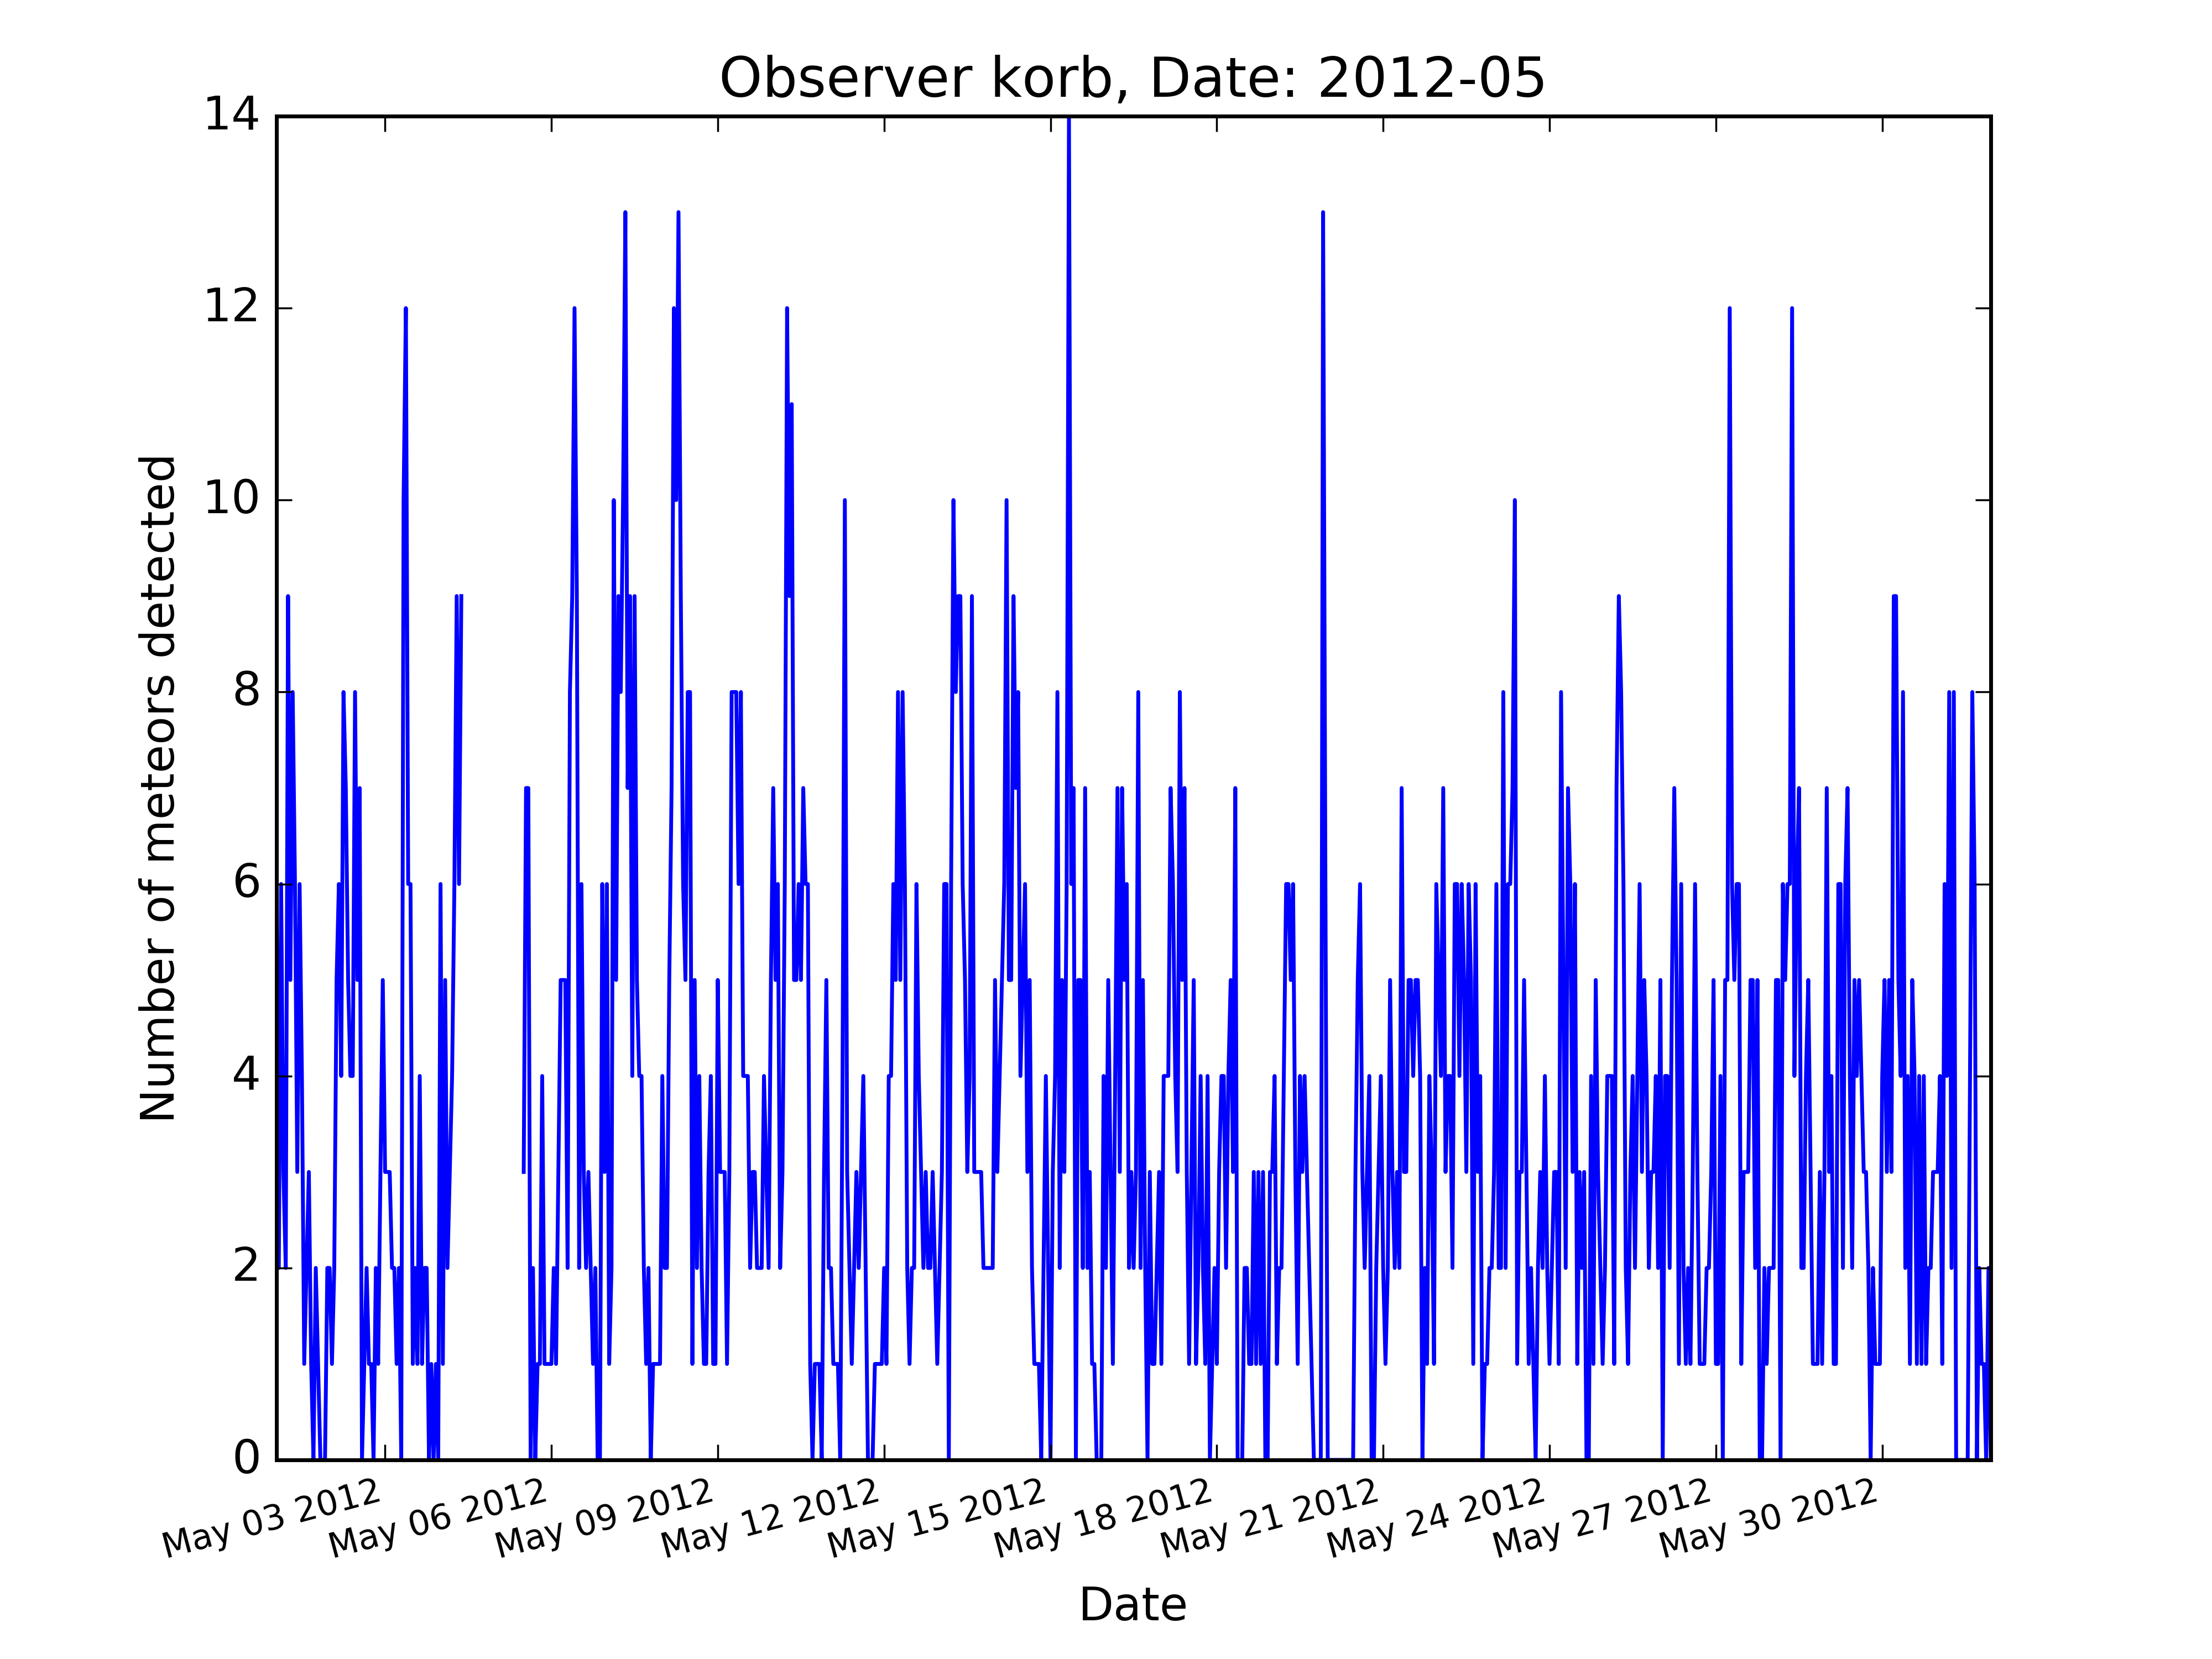 Observer korb, Date: 2012-05
14
12
10
8
6
4
2
0
Number of meteors detected
May 03 2012
May 06 2012
May 09 2012
May 12 2012
May 15 2012
May 18 2012
May 21 2012
May 24 2012
May 27 2012
May 30 2012
Date